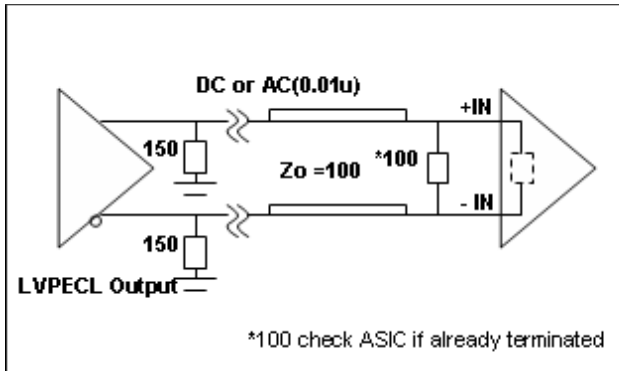 DC or AC(0.01u)
+IN
150
Zo =100
*100
- IN
150
LVPECL Output
*100 check ASIC if already terminated